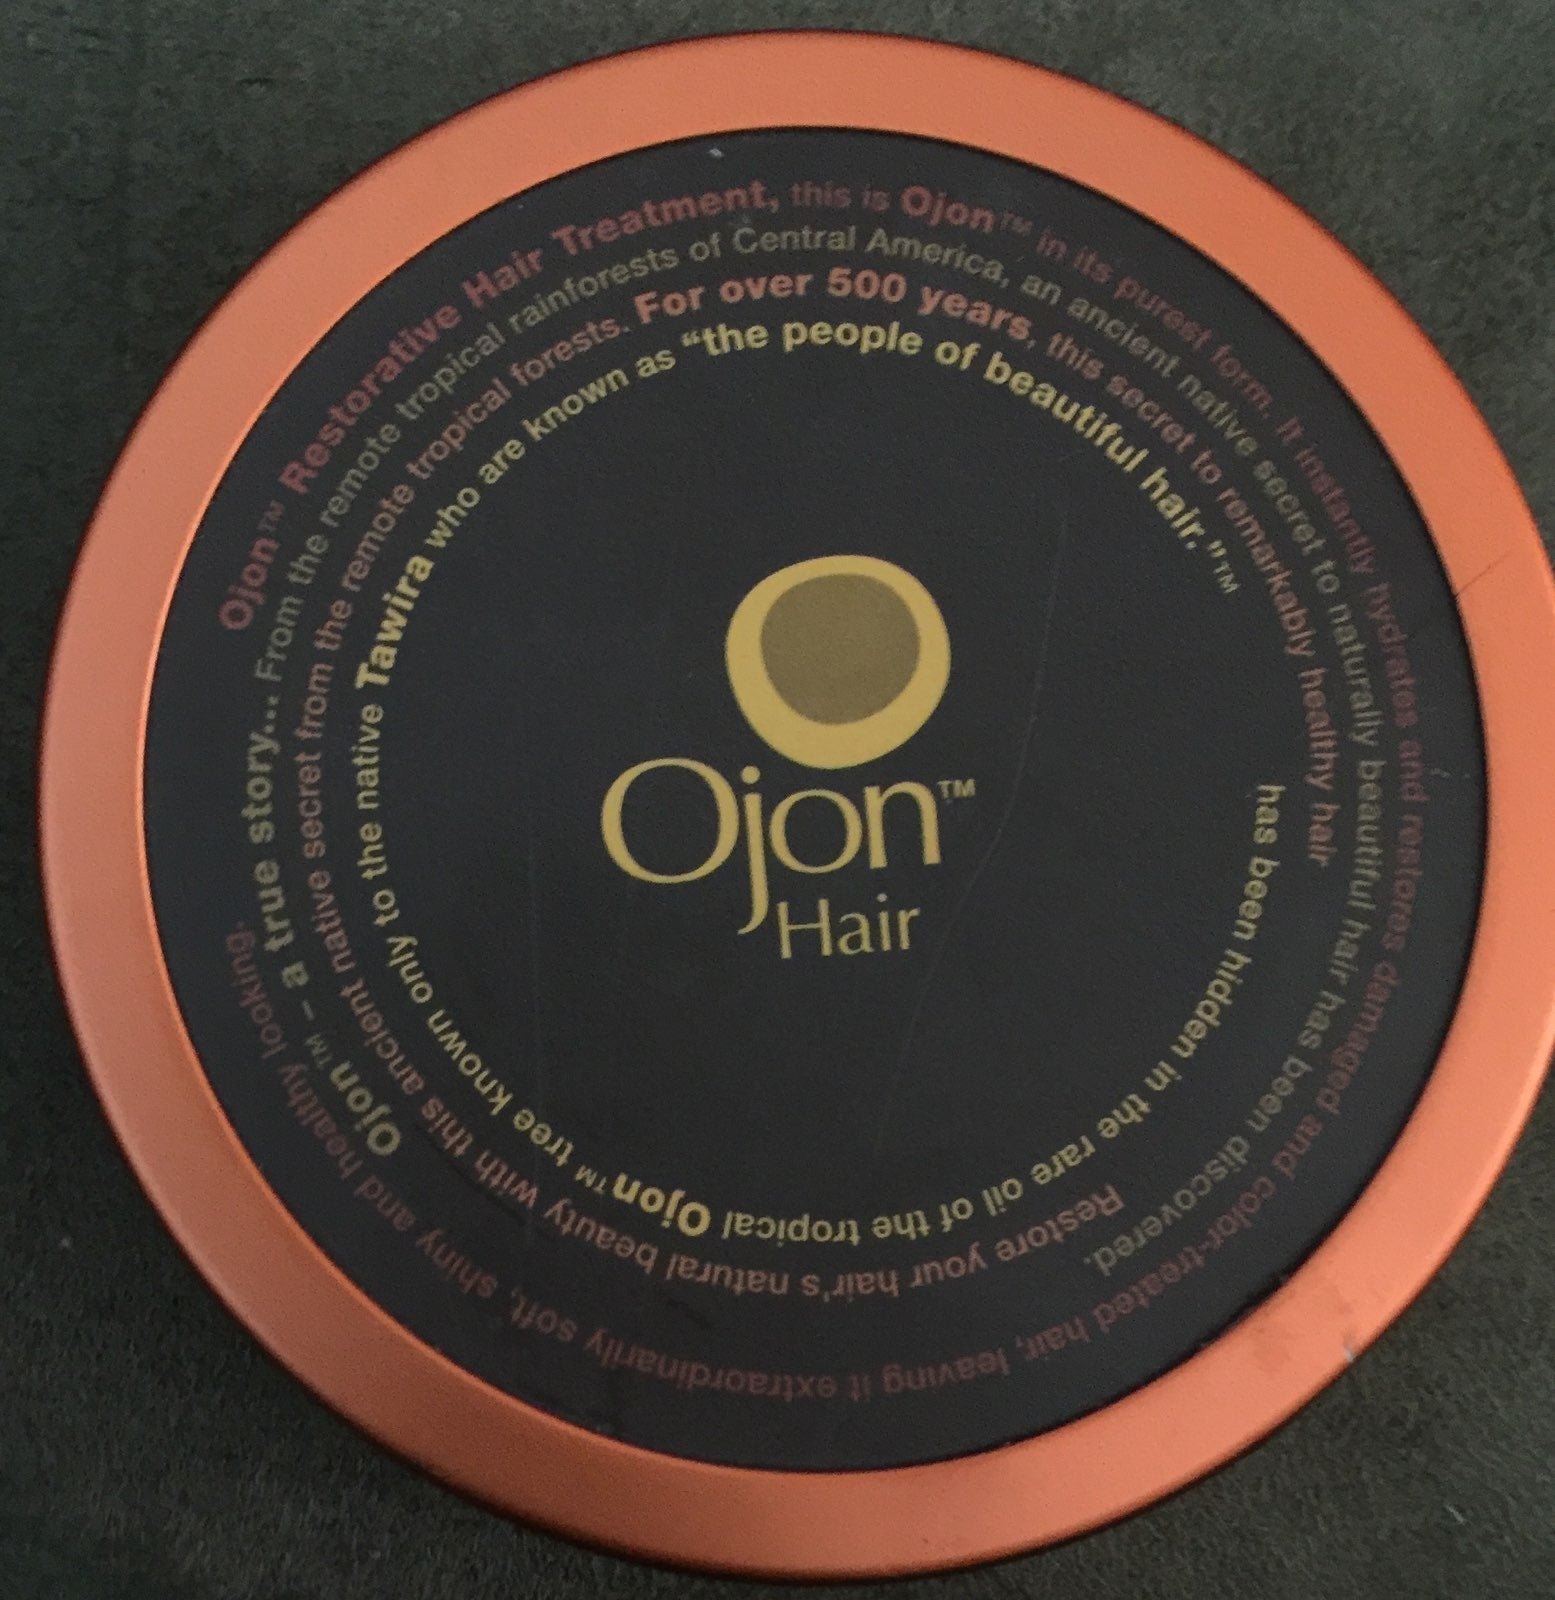 Ojon™ Restorative Hair Treatment, this is Ojon™ in its purest form. It instantly hydrates and restores damaged and color-treated hair, leaving it extraordinarily soft, shiny and healthy looking.
Ojon™ – a true story... From the remote tropical rainforests of Central America, an ancient native secret to naturally beautiful hair has been discovered.
Restore your hair's natural beauty with this ancient native secret from the remote tropical forests. For over 500 years, this secret to remarkably healthy hair
has been hidden in the rare oil of the tropical Ojon™ tree known only to the native Tawira who are known as “the people of beautiful hair.”™
Ojon™
Hair